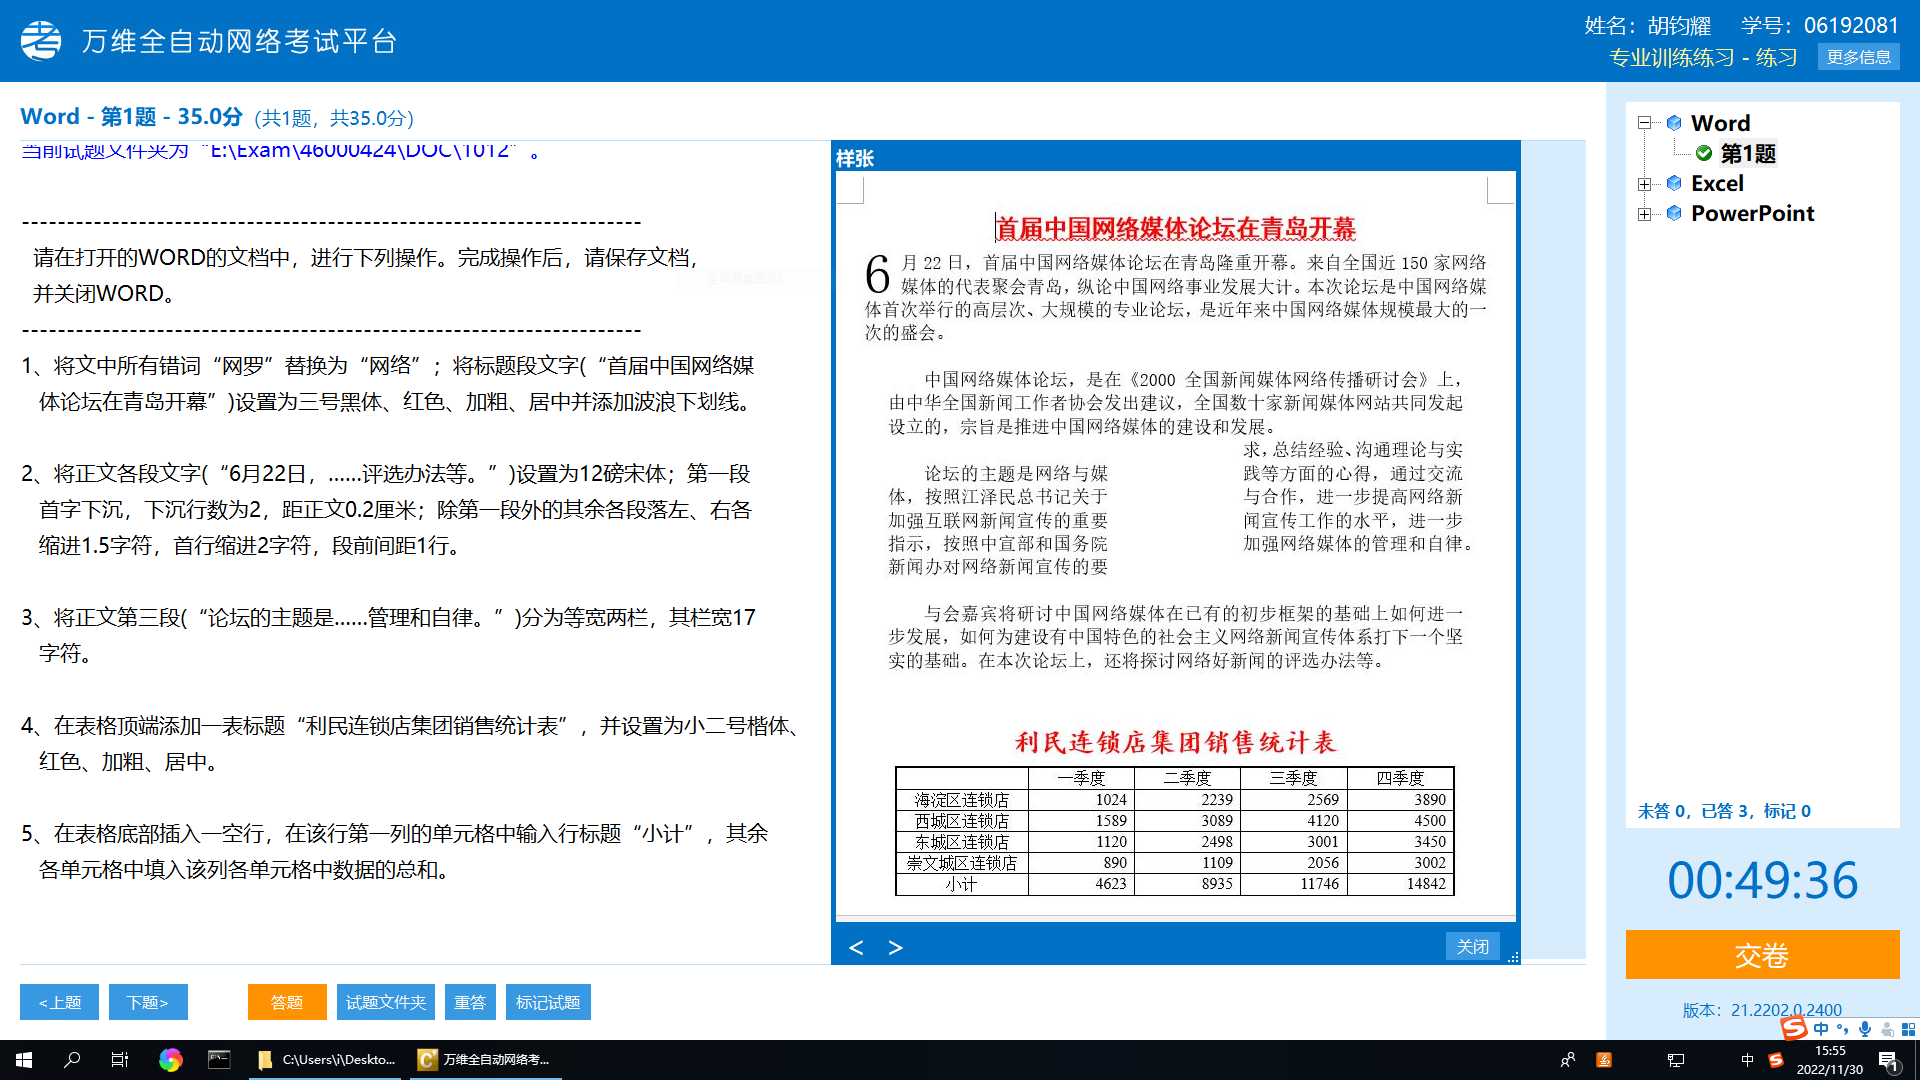 万维全自动网络考试平台
姓名：胡钧耀 学号：06192081
专业训练练习 - 练习 更多信息
Word - 第1题 - 35.0分 (共1题，共35.0分)
当前试题文件夹为“E:\Exam\46000424\DOC\1012”。
----------------------------------------------------------------------
请在打开的WORD的文档中，进行下列操作。完成操作后，请保存文档，
并关闭WORD。
----------------------------------------------------------------------
1、将文中所有错词“网罗”替换为“网络”；将标题段文字(“首届中国网络媒
体论坛在青岛开幕”)设置为三号黑体、红色、加粗、居中并添加波浪下划线。
2、将正文各段文字(“6月22日，......评选办法等。”)设置为12磅宋体；第一段
首字下沉，下沉行数为2，距正文0.2厘米；除第一段外的其余各段落左、右各
缩进1.5字符，首行缩进2字符，段前间距1行。
3、将正文第三段(“论坛的主题是......管理和自律。”)分为等宽两栏，其栏宽17
字符。
4、在表格顶端添加一表标题“利民连锁店集团销售统计表”，并设置为小二号楷体、
红色、加粗、居中。
5、在表格底部插入一空行，在该行第一列的单元格中输入行标题“小计”，其余
各单元格中填入该列各单元格中数据的总和。
样张
首届中国网络媒体论坛在青岛开幕
6月 22 日，首届中国网络媒体论坛在青岛隆重开幕。来自全国近 150 家网络
媒体的代表聚会青岛，纵论中国网络事业发展大计。本次论坛是中国网络媒
体首次举行的高层次、大规模的专业论坛，是近年来中国网络媒体规模最大的一
次的盛会。
中国网络媒体论坛，是在《2000 全国新闻媒体网络传播研讨会》上，
由中华全国新闻工作者协会发出建议，全国数十家新闻媒体网站共同发起
设立的，宗旨是推进中国网络媒体的建设和发展。
论坛的主题是网络与媒
体，按照江泽民总书记关于
加强互联网新闻宣传的重要
指示，按照中宣部和国务院
新闻办对网络新闻宣传的要
求，总结经验、沟通理论与实
践等方面的心得，通过交流
与合作，进一步提高网络新
闻宣传工作的水平，进一步
加强网络媒体的管理和自律。
与会嘉宾将研讨中国网络媒体在已有的初步框架的基础上如何进一
步发展，如何为建设有中国特色的社会主义网络新闻宣传体系打下一个坚
实的基础。在本次论坛上，还将探讨网络好新闻的评选办法等。
利民连锁店集团销售统计表
一季度 二季度 三季度 四季度
海淀区连锁店 1024 2239 2569 3890
西城区连锁店 1589 3089 4120 4500
东城区连锁店 1120 2498 3001 3450
崇文城区连锁店 890 1109 2056 3002
小计 4623 8935 11746 14842
< > 关闭
<上题 下题> 答题 试题文件夹 重答 标记试题
Word
第1题
Excel
PowerPoint
未答 0，已答 3，标记 0
00:49:36
交卷
版本：21.2202.0.2400
中
C:\Users\i\Deskto...
万维全自动网络考...
中
15:55
2022/11/30
1